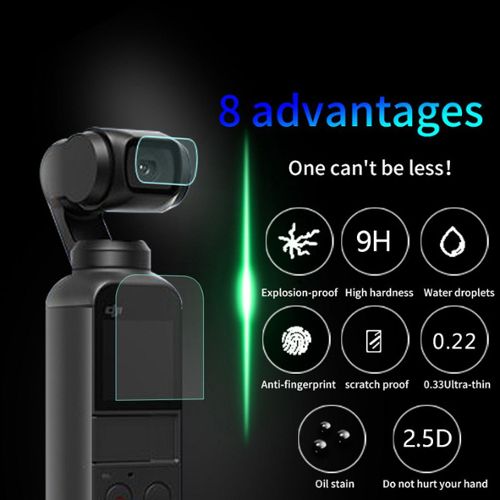 8 advantages
One can't be less!
9H
Explosion-proof High hardness Water droplets
0.22
Anti-fingerprint scratch proof 0.33Ultra-thin
2.5D
Oil stain Do not hurt your hand
dji